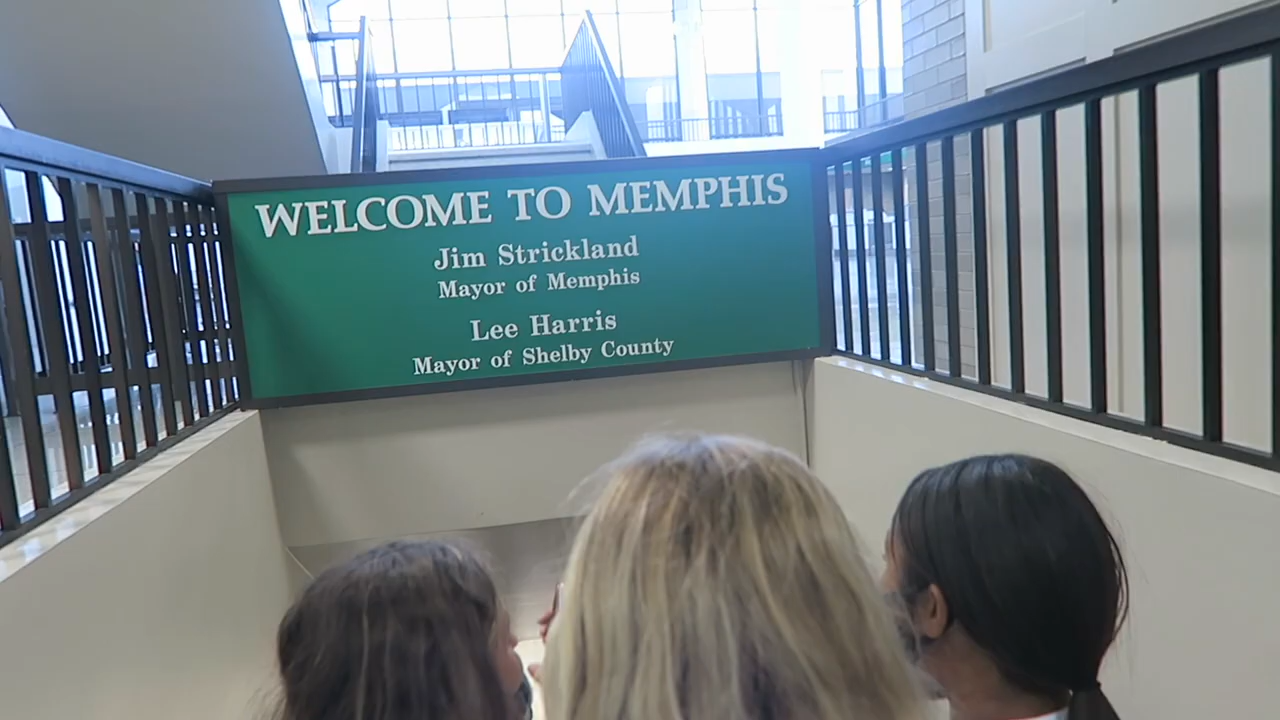 WELCOME TO MEMPHIS
Jim Strickland
Mayor of Memphis
Lee Harris
Mayor of Shelby County